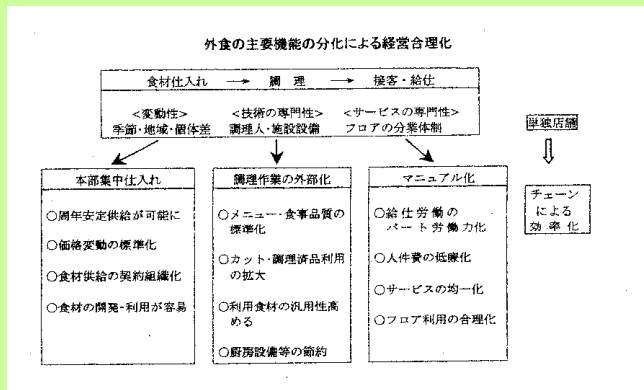 外食の主要機能の分化による経営合理化
食材仕入れ → 調 理 → 接客・給仕
<変動性> <技術の専門性> <サービスの専門性>
季節・地域・個体差 調理人・施設設備 フロアの分業体制
単独店舗
本部集中仕入れ
○周年安定供給が可能に
○価格変動の標準化
○食材供給の契約組織化
○食材の開発・利用が容易
調理作業の外部化
○メニュー・食事品質の
標準化
○カット・調理済品利用
の拡大
○利用食材の汎用性高
める
○厨房設備等の節約
マニュアル化
○給仕労働の
パート労働力化
○人件費の低廉化
○サービスの均一化
○フロア利用の合理化
チェーン
による
効率化